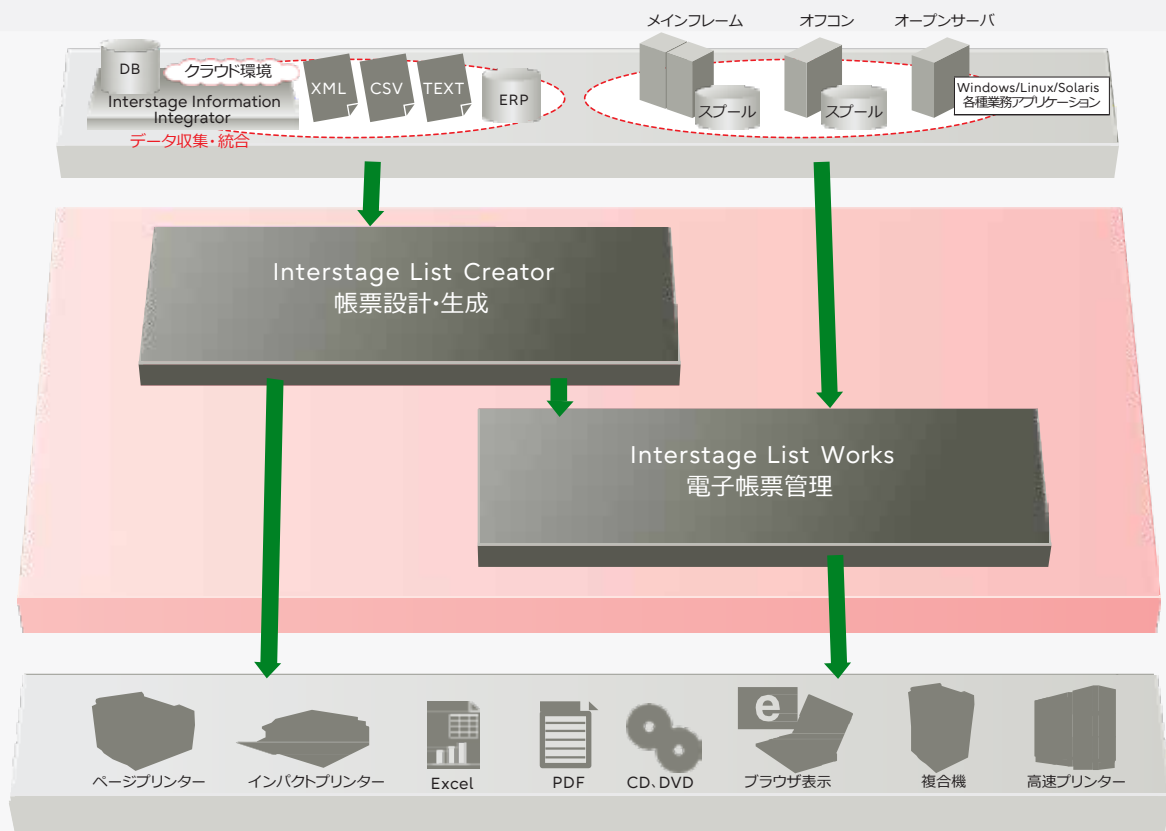 メインフレーム
オフコン
オープンサーバ
DB
クラウド環境
XML
CSV
TEXT
ERP
Interstage Information
Integrator
データ収集・統合
スプール
スプール
Windows/Linux/Solaris
各種業務アプリケーション
Interstage List Creator
帳票設計・生成
Interstage List Works
電子帳票管理
e
ページプリンター
インパクトプリンター
Excel
PDF
CD、DVD
ブラウザ表示
複合機
高速プリンター